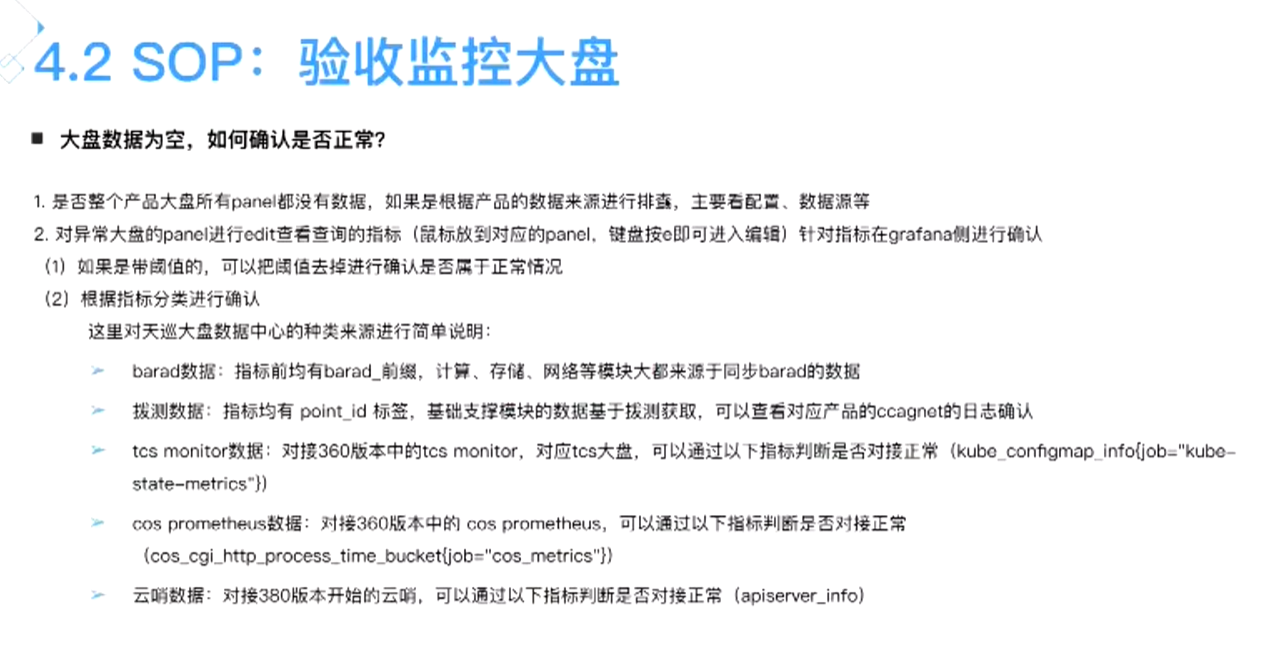 4.2 SOP：验收监控大盘
■ 大盘数据为空，如何确认是否正常？
1. 是否整个产品大盘所有panel都没有数据，如果是根据产品的数据来源进行排查，主要看配置、数据源等
2. 对异常大盘的panel进行edit查看查询的指标（鼠标放到对应的panel，键盘按e即可进入编辑）针对指标在grafana侧进行确认
（1）如果是带阈值的，可以把阈值去掉进行确认是否属于正常情况
（2）根据指标分类进行确认
这里对天巡大盘数据中心的种类来源进行简单说明：
➢ barad数据：指标前均有barad_前缀，计算、存储、网络等模块大都来源于同步barad的数据
➢ 拨测数据：指标均有 point_id 标签，基础支撑模块的数据基于拨测获取，可以查看对应产品的ccagnet的日志确认
➢ tcs monitor数据：对接360版本中的tcs monitor，对应tcs大盘，可以通过以下指标判断是否对接正常（kube_configmap_info{job="kube-
state-metrics"}）
➢ cos prometheus数据：对接360版本中的 cos prometheus，可以通过以下指标判断是否对接正常
（cos_cgi_http_process_time_bucket{job="cos_metrics"}）
➢ 云哨数据：对接380版本开始的云哨，可以通过以下指标判断是否对接正常（apiserver_info）